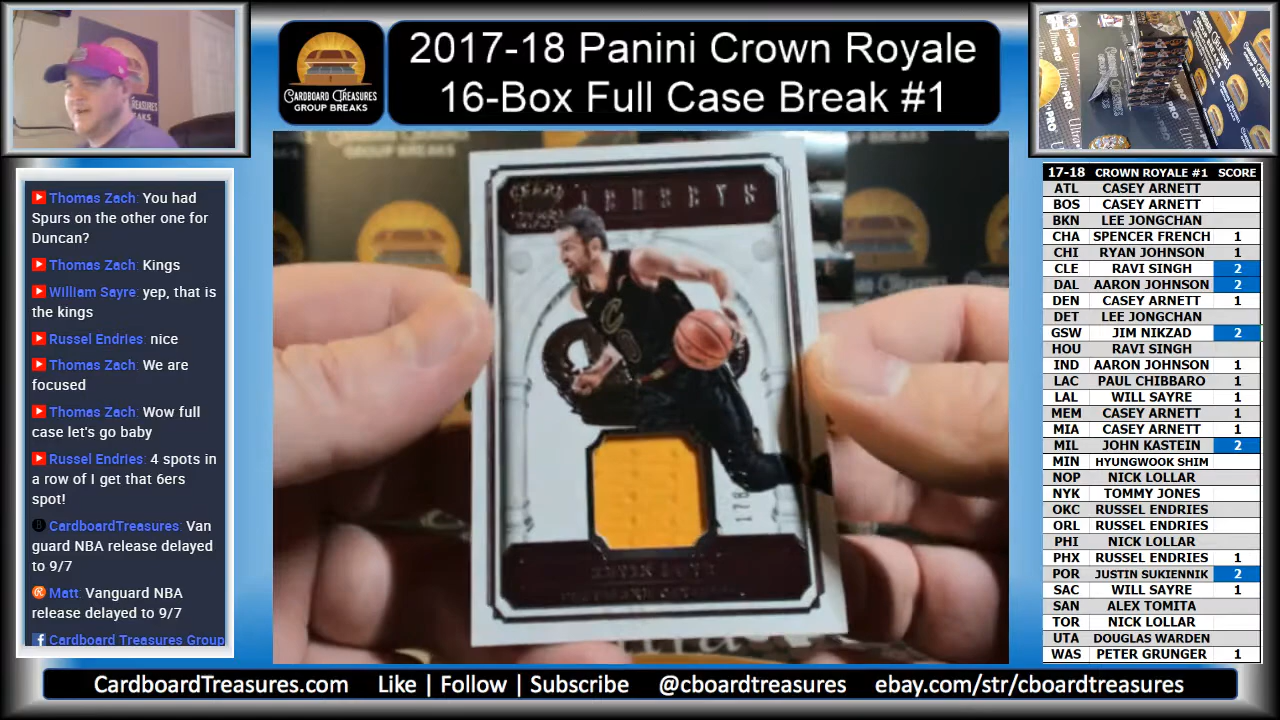 CARDBOARD TREASURES
GROUP BREAKS
2017-18 Panini Crown Royale
16-Box Full Case Break #1
Thomas Zach: You had
Spurs on the other one for
Duncan?
Thomas Zach: Kings
William Sayre: yep, that is
the kings
Russel Endries: nice
Thomas Zach: We are
focused
Thomas Zach: Wow full
case let's go baby
Russel Endries: 4 spots in
a row of I get that 6ers
spot!
CardboardTreasures: Van
guard NBA release delayed
to 9/7
Matt: Vanguard NBA
release delayed to 9/7
Cardboard Treasures Group
JERSEYS
KEVIN LOVE
17-18 CROWN ROYALE #1 SCORE
ATL CASEY ARNETT
BOS CASEY ARNETT
BKN LEE JONGCHAN
CHA SPENCER FRENCH 1
CHI RYAN JOHNSON 1
CLE RAVI SINGH 2
DAL AARON JOHNSON 2
DEN CASEY ARNETT 1
DET LEE JONGCHAN
GSW JIM NIKZAD 2
HOU RAVI SINGH
IND AARON JOHNSON 1
LAC PAUL CHIBBARO 1
LAL WILL SAYRE 1
MEM CASEY ARNETT 1
MIA CASEY ARNETT 1
MIL JOHN KASTEIN 2
MIN HYUNGWOOK SHIM
NOP NICK LOLLAR
NYK TOMMY JONES
OKC RUSSEL ENDRIES
ORL RUSSEL ENDRIES
PHI NICK LOLLAR
PHX RUSSEL ENDRIES 1
POR JUSTIN SUKIENNIK 2
SAC WILL SAYRE 1
SAN ALEX TOMITA
TOR NICK LOLLAR
UTA DOUGLAS WARDEN
WAS PETER GRUNGER 1
CardboardTreasures.com Like | Follow | Subscribe @cboardtreasures ebay.com/str/cboardtreasures